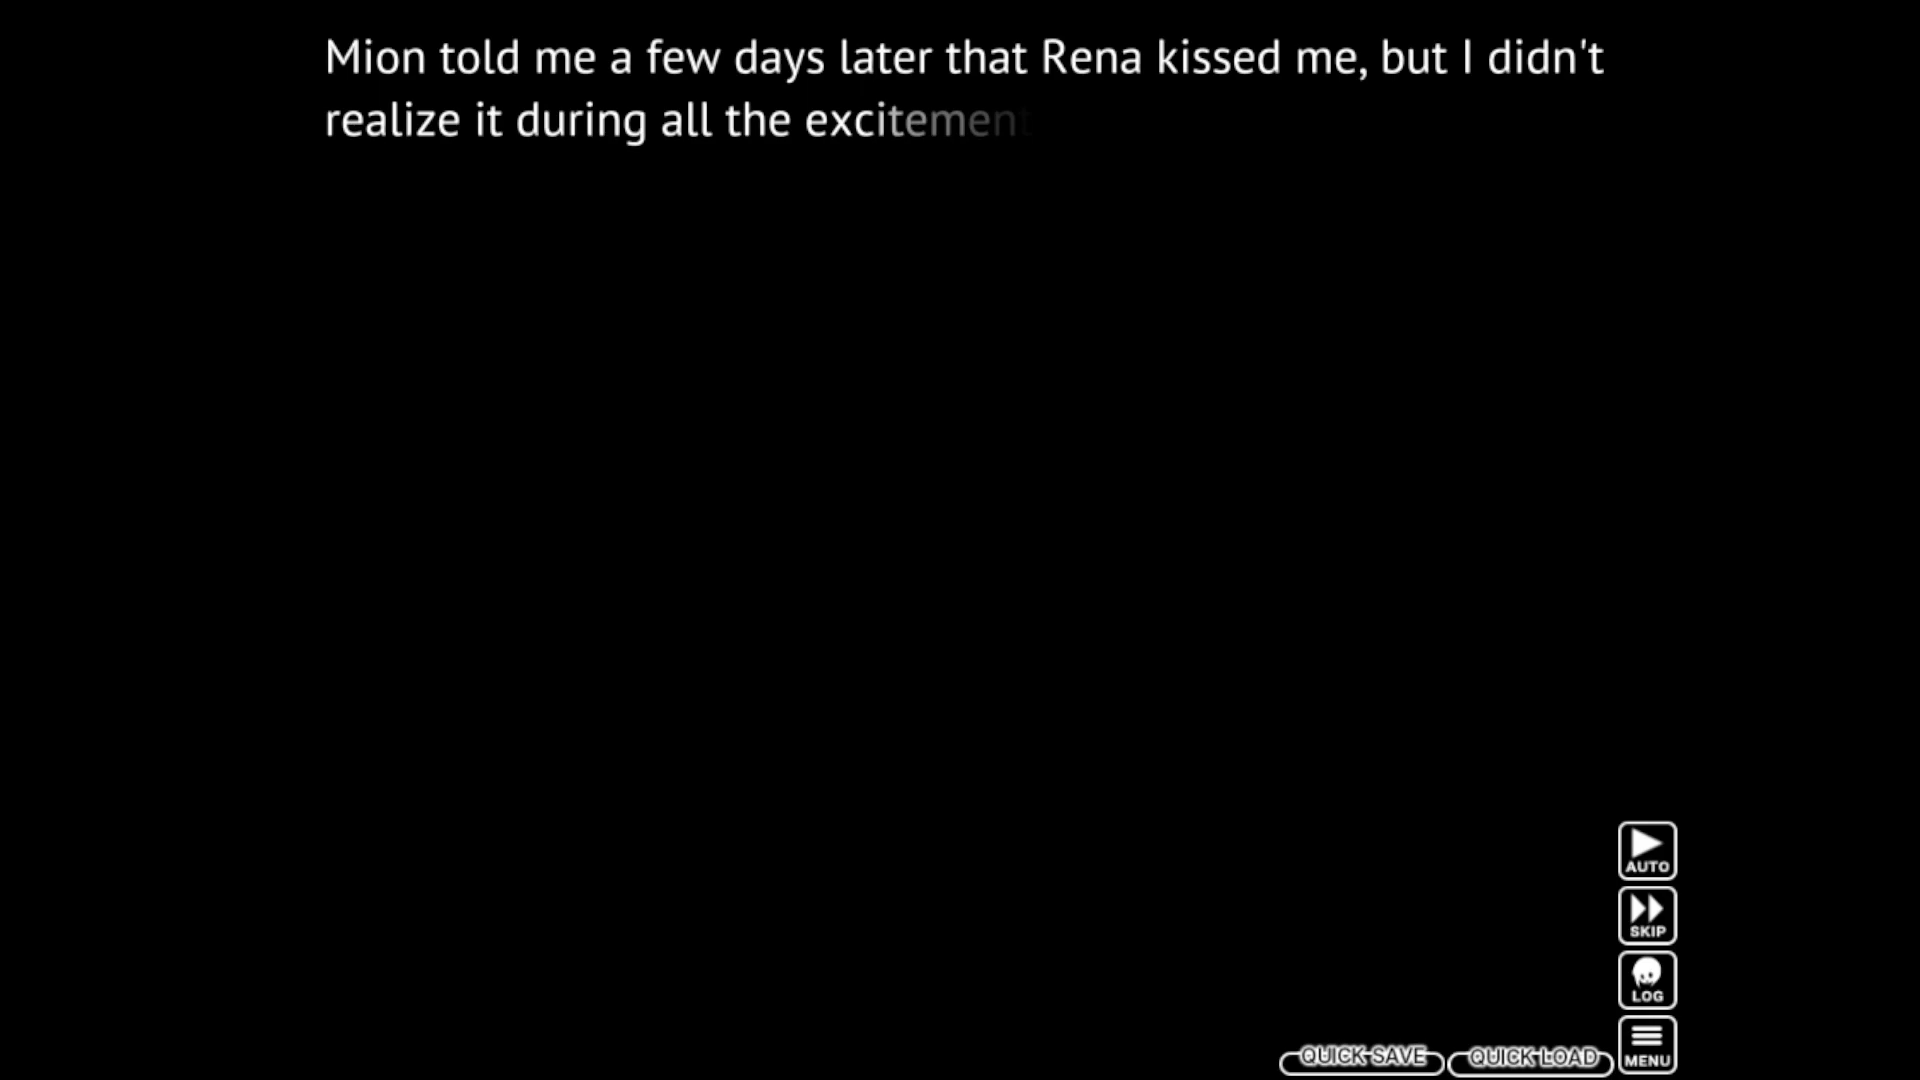 Mion told me a few days later that Rena kissed me, but I didn't
realize it during all the excitement
AUTO
SKIP
LOG
QUICK SAVE QUICK LOAD MENU